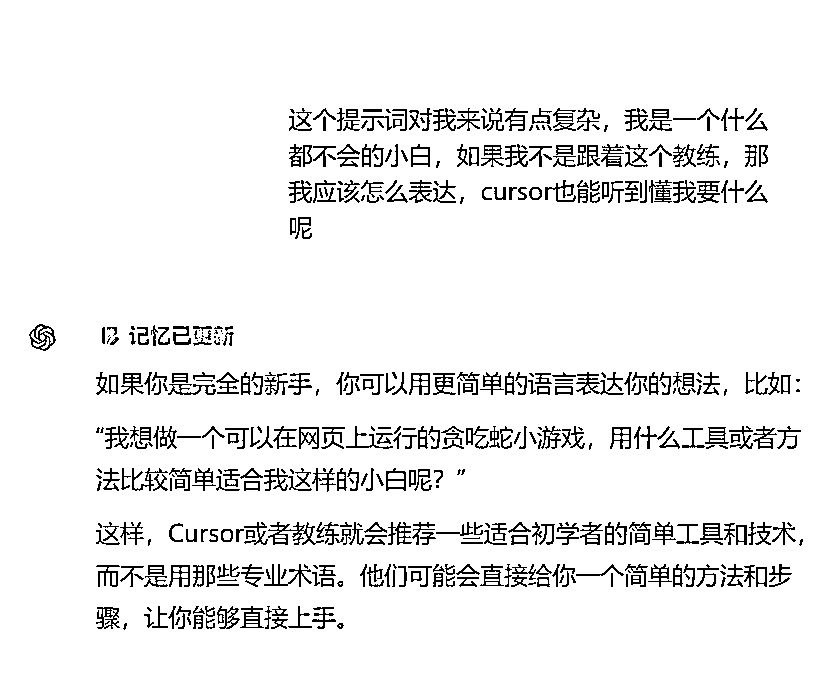 这个提示词对我来说有点复杂，我是一个什么
都不会的小白，如果我不是跟着这个教练，那
我应该怎么表达，cursor也能听到懂我要什么
呢
记忆已更新
如果你是完全的新手，你可以用更简单的语言表达你的想法，比如：
“我想做一个可以在网页上运行的贪吃蛇小游戏，用什么工具或者方
法比较简单适合我这样的小白呢？”
这样，Cursor或者教练就会推荐一些适合初学者的简单工具和技术，
而不是用那些专业术语。他们可能会直接给你一个简单的方法和步
骤，让你能够直接上手。